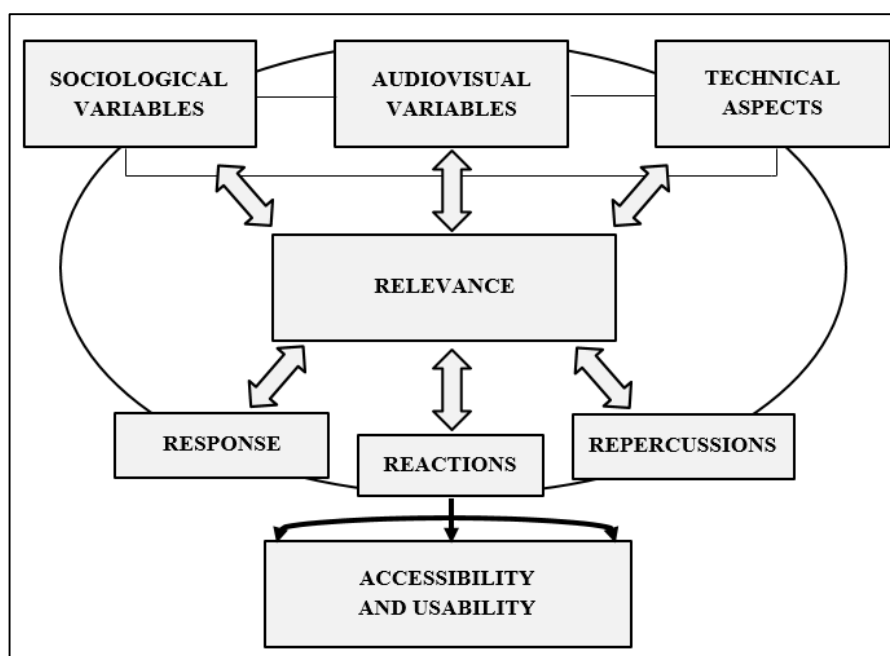 SOCIOLOGICAL
VARIABLES
AUDIOVISUAL
VARIABLES
TECHNICAL
ASPECTS
RELEVANCE
RESPONSE
REACTIONS
REPERCUSSIONS
ACCESSIBILITY
AND USABILITY